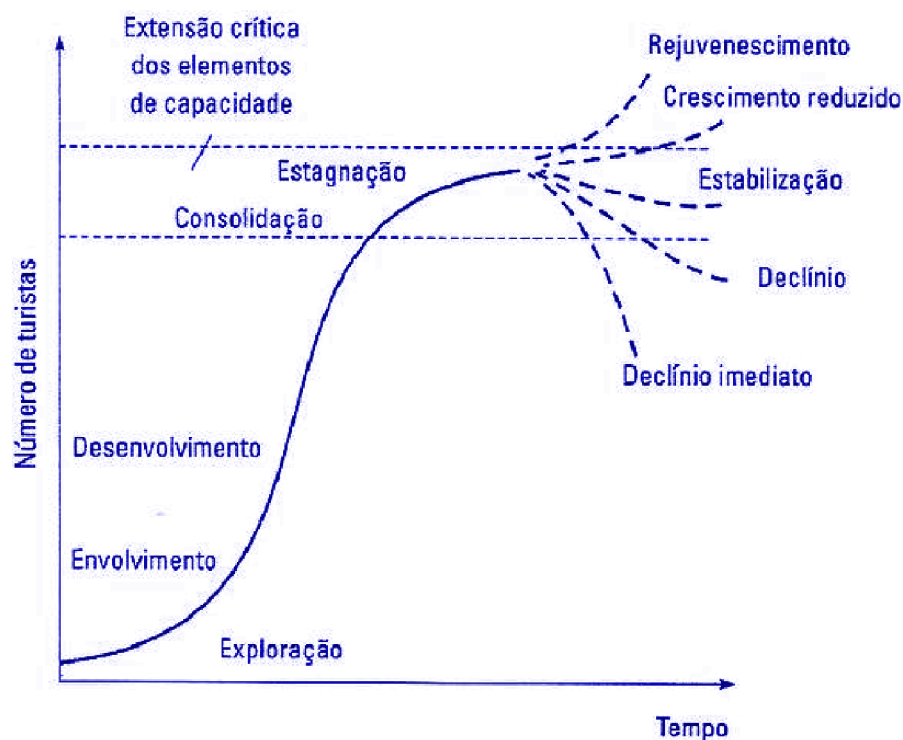 Extensão crítica
dos elementos
de capacidade
Rejuvenescimento
Crescimento reduzido
Estagnação
Estabilização
Consolidação
Declínio
Declínio imediato
Número de turistas
Desenvolvimento
Envolvimento
Exploração
Tempo